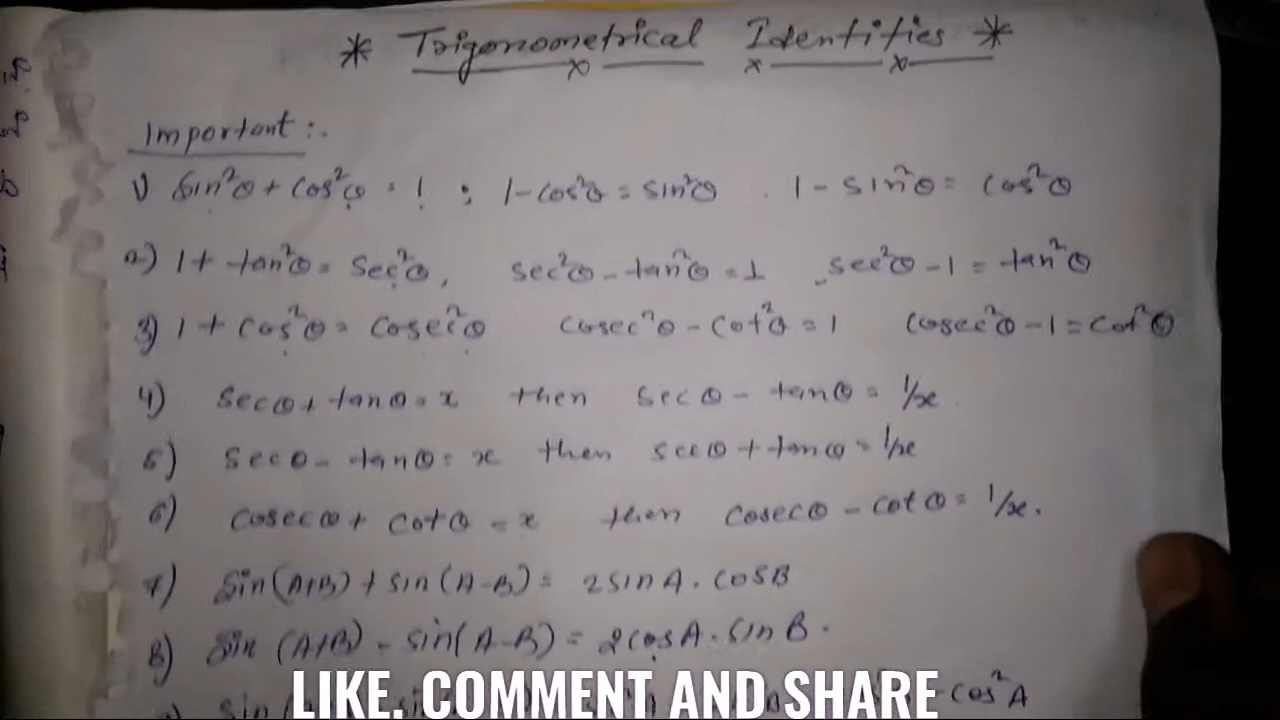 * Trigonometrical Identities *
Important :-
1) Sin²θ + cos²θ = 1 ; 1-cos²θ = sin²θ . 1 - sin²θ = cos²θ
2) 1 + tan²θ = Sec²θ, sec²θ - tan²θ = 1 sec²θ - 1 = tan²θ
3) 1 + cos²θ = cosec²θ cosec²θ - cot²θ = 1 cosec²θ - 1 = cot²θ
4) secθ + tanθ = x then secθ - tanθ = 1/x
5) secθ - tanθ = x then secθ + tanθ = 1/x
6) cosecθ + cotθ = x then cosecθ - cotθ = 1/x.
7) Sin(A+B) + sin(A-B) = 2sinA . cosB
8) Sin (A+B) - sin(A-B) = 2cosA . sinB .
sin - cos²A
LIKE, COMMENT AND SHARE